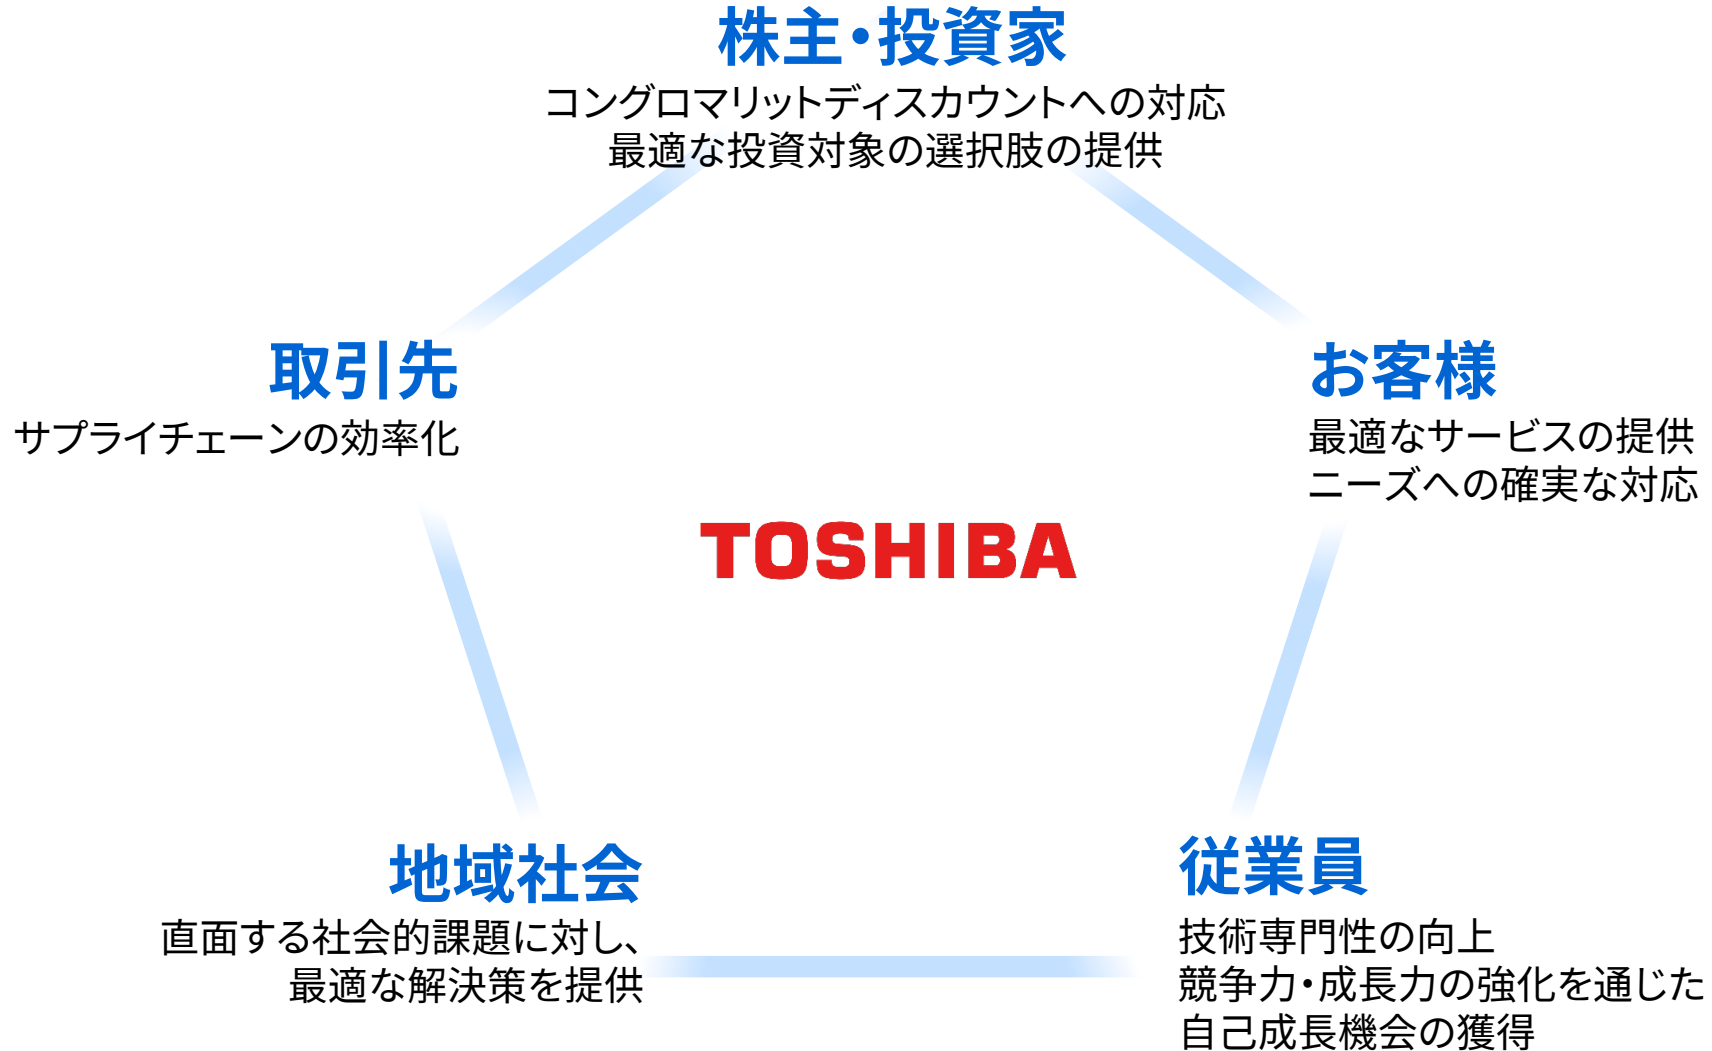 株主・投資家
コングロマリットディスカウントへの対応
最適な投資対象の選択肢の提供
取引先
サプライチェーンの効率化
お客様
最適なサービスの提供
ニーズへの確実な対応
TOSHIBA
地域社会
直面する社会的課題に対し、
最適な解決策を提供
従業員
技術専門性の向上
競争力・成長力の強化を通じた
自己成長機会の獲得